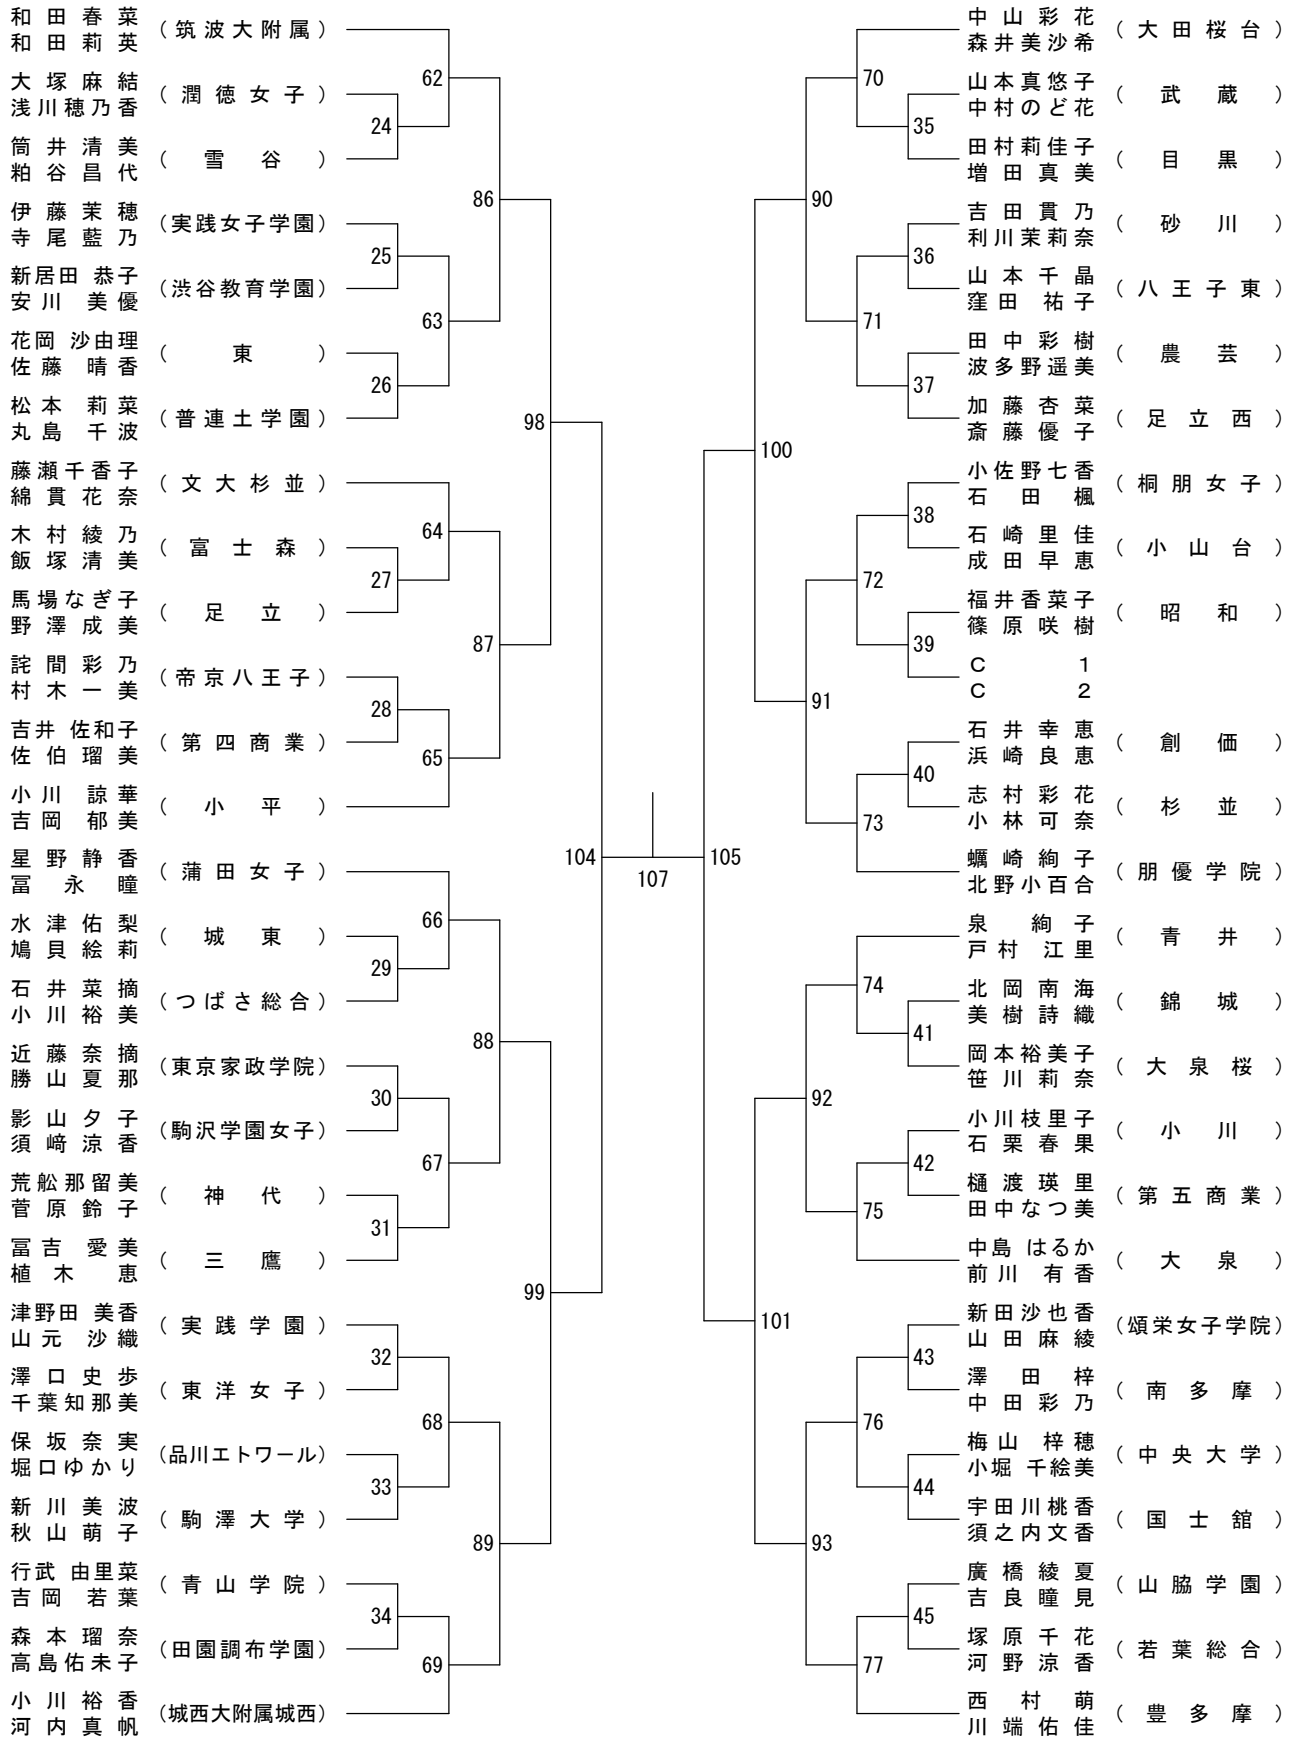 和田春菜
和田莉英
（筑波大附属）
大塚麻結
浅川穂乃香
（潤徳女子）
筒井清美
粕谷昌代
（雪谷）
伊藤茉穂
寺尾藍乃
（実践女子学園）
新居田 恭子
安川 美優
（渋谷教育学園）
花岡 沙由理
佐藤 晴香
（東）
松本 莉菜
丸島 千波
（普連土学園）
藤瀬千香子
綿貫花奈
（文大杉並）
木村綾乃
飯塚清美
（富士森）
馬場なぎ子
野澤成美
（足立）
詫間彩乃
村木一美
（帝京八王子）
吉井 佐和子
佐伯瑠美
（第四商業）
小川 諒華
吉岡 郁美
（小平）
星野静香
冨永瞳
（蒲田女子）
水津佑梨
鳩貝絵莉
（城東）
石井菜摘
小川裕美
（つばさ総合）
近藤奈摘
勝山夏那
（東京家政学院）
影山夕子
須﨑涼香
（駒沢学園女子）
荒舩那留美
菅原鈴子
（神代）
冨吉 愛美
植木 恵
（三鷹）
津野田 美香
山元 沙織
（実践学園）
澤口史歩
千葉知那美
（東洋女子）
保坂奈実
堀口ゆかり
（品川エトワール）
新川美波
秋山萌子
（駒澤大学）
行武 由里菜
吉岡 若葉
（青山学院）
森本瑠奈
高島佑未子
（田園調布学園）
小川裕香
河内真帆
（城西大附属城西）
62
24
86
25
63
26
98
64
27
87
28
65
104
66
29
88
30
67
31
99
32
68
33
89
34
69
107
105
70
35
90
36
71
37
100
38
72
39
91
40
73
74
41
92
42
75
101
43
76
44
93
45
77
中山彩花
森井美沙希
（大田桜台）
山本真悠子
中村のど花
（武蔵）
田村莉佳子
増田真美
（目黒）
吉田貫乃
利川茉莉奈
（砂川）
山本千晶
窪田 祐子
（八王子東）
田中彩樹
波多野遥美
（農芸）
加藤杏菜
斎藤優子
（足立西）
小佐野七香
石田楓
（桐朋女子）
石崎里佳
成田早恵
（小山台）
福井香菜子
篠原咲樹
（昭和）
C 1
C 2
石井幸恵
浜崎良恵
（創価）
志村彩花
小林可奈
（杉並）
蠣崎絢子
北野小百合
（朋優学院）
泉 絢子
戸村 江里
（青井）
北岡南海
美樹詩織
（錦城）
岡本裕美子
笹川莉奈
（大泉桜）
小川枝里子
石栗春果
（小川）
樋渡瑛里
田中なつ美
（第五商業）
中島 はるか
前川 有香
（大泉）
新田沙也香
山田麻綾
（頌栄女子学院）
澤田梓
中田彩乃
（南多摩）
梅山 梓穂
小堀 千絵美
（中央大学）
宇田川桃香
須之内文香
（国士舘）
廣橋綾夏
吉良瞳見
（山脇学園）
塚原千花
河野涼香
（若葉総合）
西村萌
川端佑佳
（豊多摩）